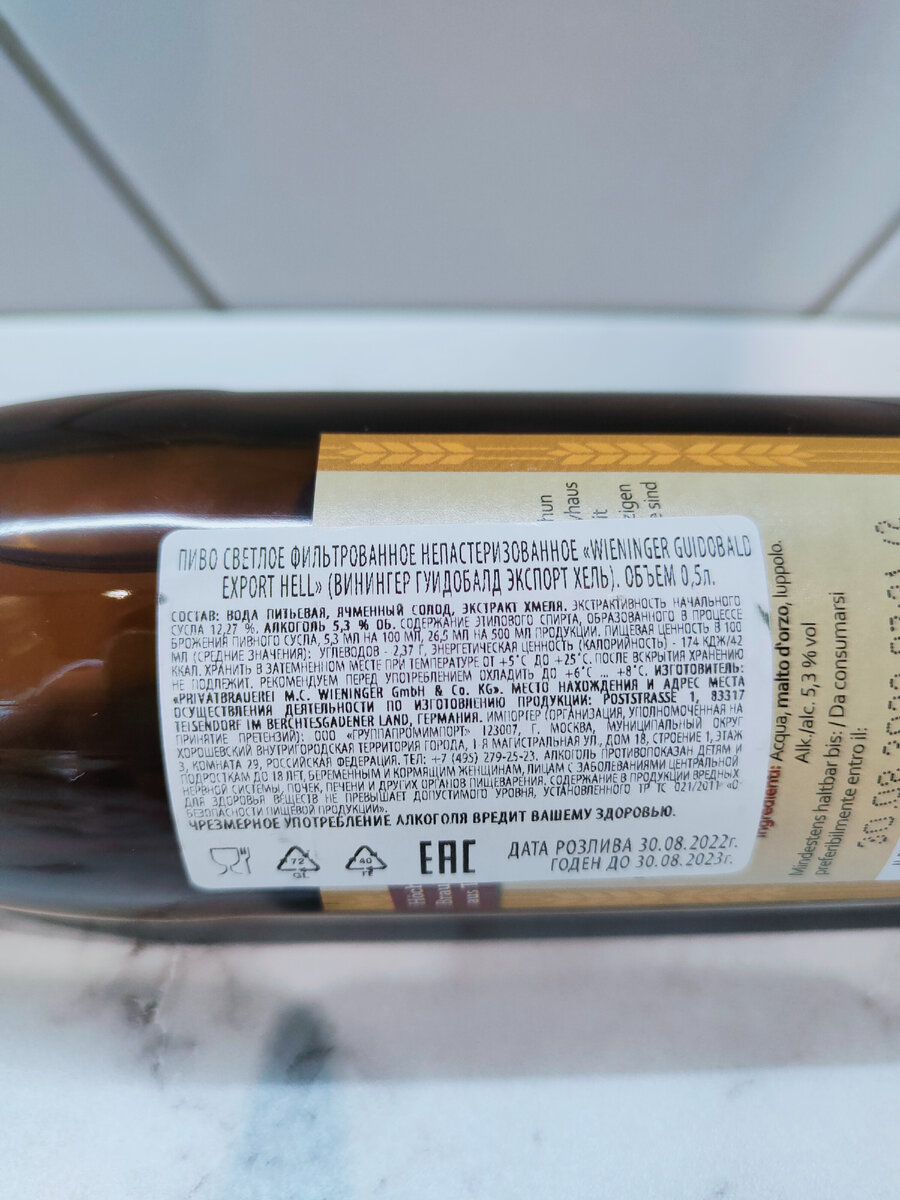 ПИВО СВЕТЛОЕ ФИЛЬТРОВАННОЕ НЕПАСТЕРИЗОВАННОЕ «WIENINGER GUIDOBALD
EXPORT HELL» (ВИНИНГЕР ГУИДОБАЛД ЭКСПОРТ ХЕЛЬ). ОБЪЕМ 0,5л.
СОСТАВ: ВОДА ПИТЬЕВАЯ, ЯЧМЕННЫЙ СОЛОД, ЭКСТРАКТ ХМЕЛЯ. ЭКСТРАКТИВНОСТЬ НАЧАЛЬНОГО
СУСЛА 12,27 %, АЛКОГОЛЬ 5,3 % ОБ. СОДЕРЖАНИЕ ЭТИЛОВОГО СПИРТА, ОБРАЗОВАННОГО В ПРОЦЕССЕ
БРОЖЕНИЯ ПИВНОГО СУСЛА, 5,3 МЛ НА 100 МЛ, 26,5 МЛ НА 500 МЛ ПРОДУКЦИИ. ПИЩЕВАЯ ЦЕННОСТЬ В 100
МЛ (СРЕДНИЕ ЗНАЧЕНИЯ): УГЛЕВОДОВ - 2,37 Г, ЭНЕРГЕТИЧЕСКАЯ ЦЕННОСТЬ (КАЛОРИЙНОСТЬ) - 174 КДЖ/42
ККАЛ. ХРАНИТЬ В ЗАТЕМНЕННОМ МЕСТЕ ПРИ ТЕМПЕРАТУРЕ ОТ +5°С ДО +25°С. ПОСЛЕ ВСКРЫТИЯ ХРАНЕНИЮ
НЕ ПОДЛЕЖИТ. РЕКОМЕНДУЕМ ПЕРЕД УПОТРЕБЛЕНИЕМ ОХЛАДИТЬ ДО +6°С ... +8°С. ИЗГОТОВИТЕЛЬ:
«PRIVATBRAUEREI M.C. WIENINGER GmbH & Co. KG». МЕСТО НАХОЖДЕНИЯ И АДРЕС МЕСТА
ОСУЩЕСТВЛЕНИЯ ДЕЯТЕЛЬНОСТИ ПО ИЗГОТОВЛЕНИЮ ПРОДУКЦИИ: POSTSTRASSE 1, 83317
TEISENDORF IM BERCHTESGADENER LAND, ГЕРМАНИЯ. ИМПОРТЕР (ОРГАНИЗАЦИЯ, УПОЛНОМОЧЕННАЯ НА
ПРИНЯТИЕ ПРЕТЕНЗИЙ): ООО «ГРУППАПРОМИМПОРТ» 123007, Г. МОСКВА, МУНИЦИПАЛЬНЫЙ ОКРУГ
ХОРОШЕВСКИЙ ВНУТРИГОРОДСКАЯ ТЕРРИТОРИЯ ГОРОДА, 1-Я МАГИСТРАЛЬНАЯ УЛ., ДОМ 18, СТРОЕНИЕ 1, ЭТАЖ
3, КОМНАТА 29, РОССИЙСКАЯ ФЕДЕРАЦИЯ. ТЕЛ: +7 (495) 279-25-23. АЛКОГОЛЬ ПРОТИВОПОКАЗАН ДЕТЯМ И
ПОДРОСТКАМ ДО 18 ЛЕТ, БЕРЕМЕННЫМ И КОРМЯЩИМ ЖЕНЩИНАМ, ЛИЦАМ С ЗАБОЛЕВАНИЯМИ ЦЕНТРАЛЬНОЙ
НЕРВНОЙ СИСТЕМЫ, ПОЧЕК, ПЕЧЕНИ И ДРУГИХ ОРГАНОВ ПИЩЕВАРЕНИЯ. СОДЕРЖАНИЕ В ПРОДУКЦИИ ВРЕДНЫХ
ДЛЯ ЗДОРОВЬЯ ВЕЩЕСТВ НЕ ПРЕВЫШАЕТ ДОПУСТИМОГО УРОВНЯ, УСТАНОВЛЕННОГО ТР ТС 021/2011 «О
БЕЗОПАСНОСТИ ПИЩЕВОЙ ПРОДУКЦИИ».
ЧРЕЗМЕРНОЕ УПОТРЕБЛЕНИЕ АЛКОГОЛЯ ВРЕДИТ ВАШЕМУ ЗДОРОВЬЮ.
72
GL
40
EAC
ДАТА РОЗЛИВА 30.08.2022г.
ГОДЕН ДО 30.08.2023г.
hun
haus
it
zigen
e sind
Ingredienti: Acqua, malto d'orzo, luppolo.
Alk./alc. 5,3 % vol
Mindestens haltbar bis:/ Da consumarsi
preferibilmente entro il:
30.08